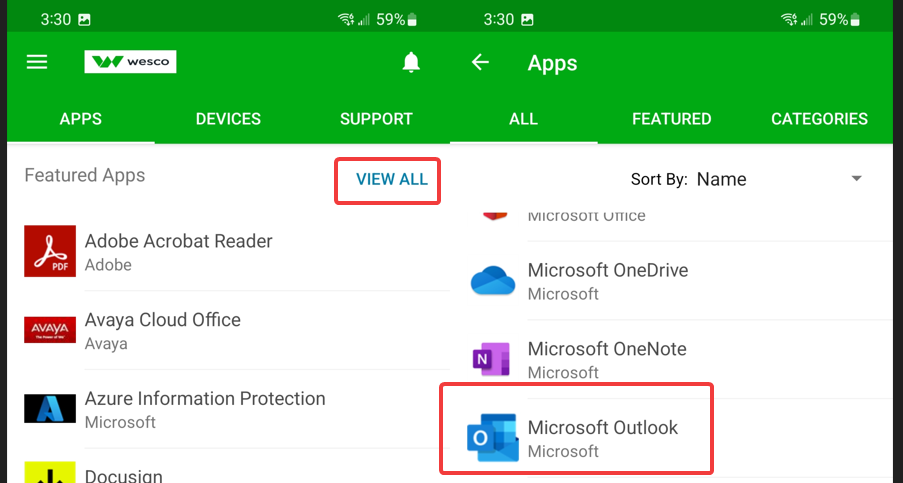 3:30 59%
wesco
APPS DEVICES SUPPORT
Featured Apps VIEW ALL
Adobe Acrobat Reader
Adobe
PDF
Avaya Cloud Office
AVAYA
Avaya
Azure Information Protection
Microsoft
Docusign
3:30 59%
Apps
ALL FEATURED CATEGORIES
Sort By: Name
Microsoft Office
Microsoft OneDrive
Microsoft
Microsoft OneNote
N
Microsoft
Microsoft Outlook
O
Microsoft